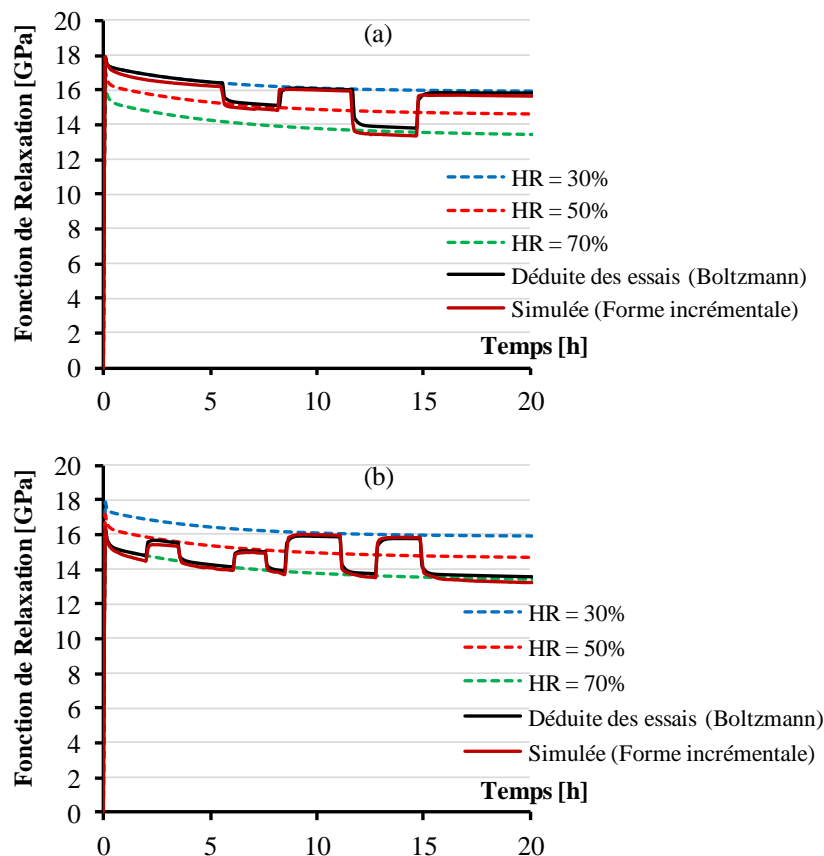 (a)
Fonction de Relaxation [GPa]
20
18
16
14
12
10
8
6
4
2
0
HR = 30%
HR = 50%
HR = 70%
Déduite des essais (Boltzmann)
Simulée (Forme incrémentale)
Temps [h]
0 5 10 15 20
(b)
Fonction de Relaxation [GPa]
20
18
16
14
12
10
8
6
4
2
0
HR = 30%
HR = 50%
HR = 70%
Déduite des essais (Boltzmann)
Simulée (Forme incrémentale)
Temps [h]
0 5 10 15 20